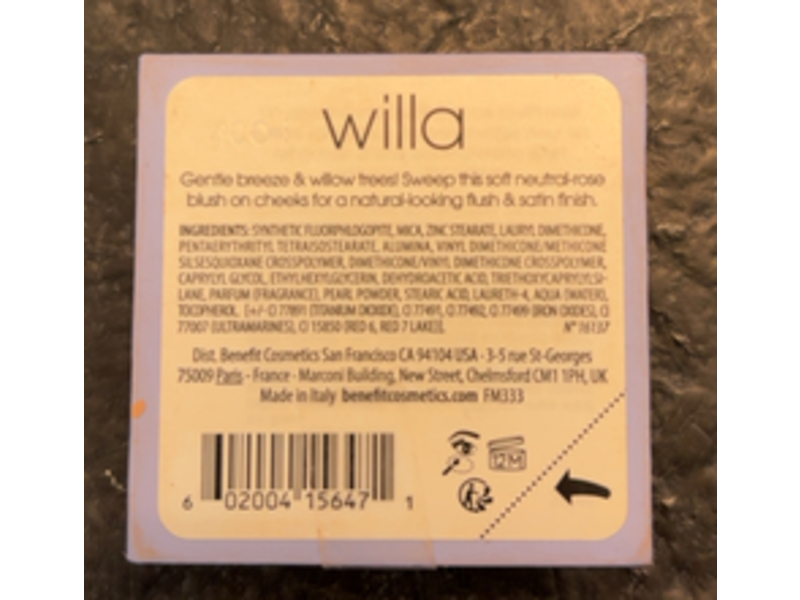 willa
Gentle breeze & willow trees! Sweep this soft neutral-rose
blush on cheeks for a natural-looking flush & satin finish.
INGREDIENTS: SYNTHETIC FLUORPHLOGOPITE, MICA, ZINC STEARATE, LAURYL DIMETHICONE,
PENTAERYTHRITYL TETRAISOSTEARATE, ALUMINA, VINYL DIMETHICONE/METHICONE
SILSESQUIOXANE CROSSPOLYMER, DIMETHICONE/VINYL DIMETHICONE CROSSPOLYMER,
CAPRYLYL GLYCOL, ETHYLHEXYLGLYCERIN, DEHYDROACETIC ACID, TRIETHOXYCAPRYLYLSI-
LANE, PARFUM (FRAGRANCE), PEARL POWDER, STEARIC ACID, LAURETH-4, AQUA (WATER),
TOCOPHEROL. [+/- CI 77891 (TITANIUM DIOXIDE), CI 77491, CI 77492, CI 77499 (IRON OXIDES), CI
77007 (ULTRAMARINES), CI 15850 (RED 6, RED 7 LAKE)]. N° 16137
Dist. Benefit Cosmetics San Francisco CA 94104 USA · 3-5 rue St-Georges
75009 Paris - France · Marconi Building, New Street, Chelmsford CM1 1PH, UK
Made in Italy benefitcosmetics.com FM333
12M
6 02004 15647 1